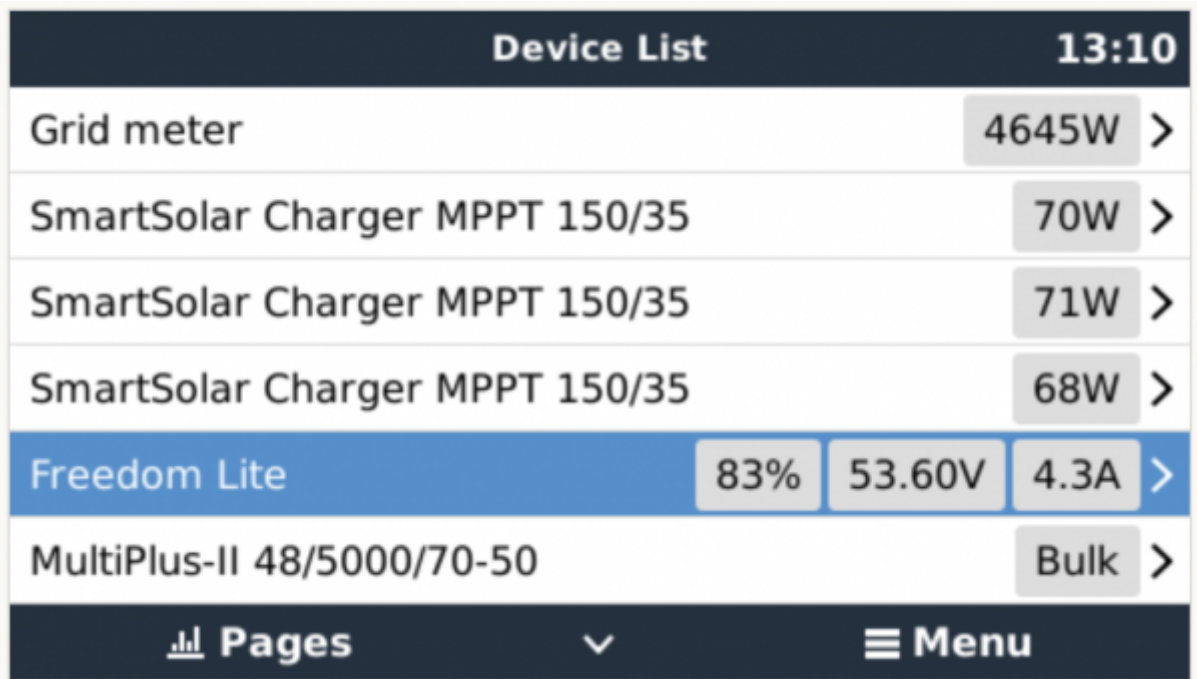 Device List 13:10
Grid meter 4645W
SmartSolar Charger MPPT 150/35 70W
SmartSolar Charger MPPT 150/35 71W
SmartSolar Charger MPPT 150/35 68W
Freedom Lite 83% 53.60V 4.3A
MultiPlus-II 48/5000/70-50 Bulk
Pages Menu